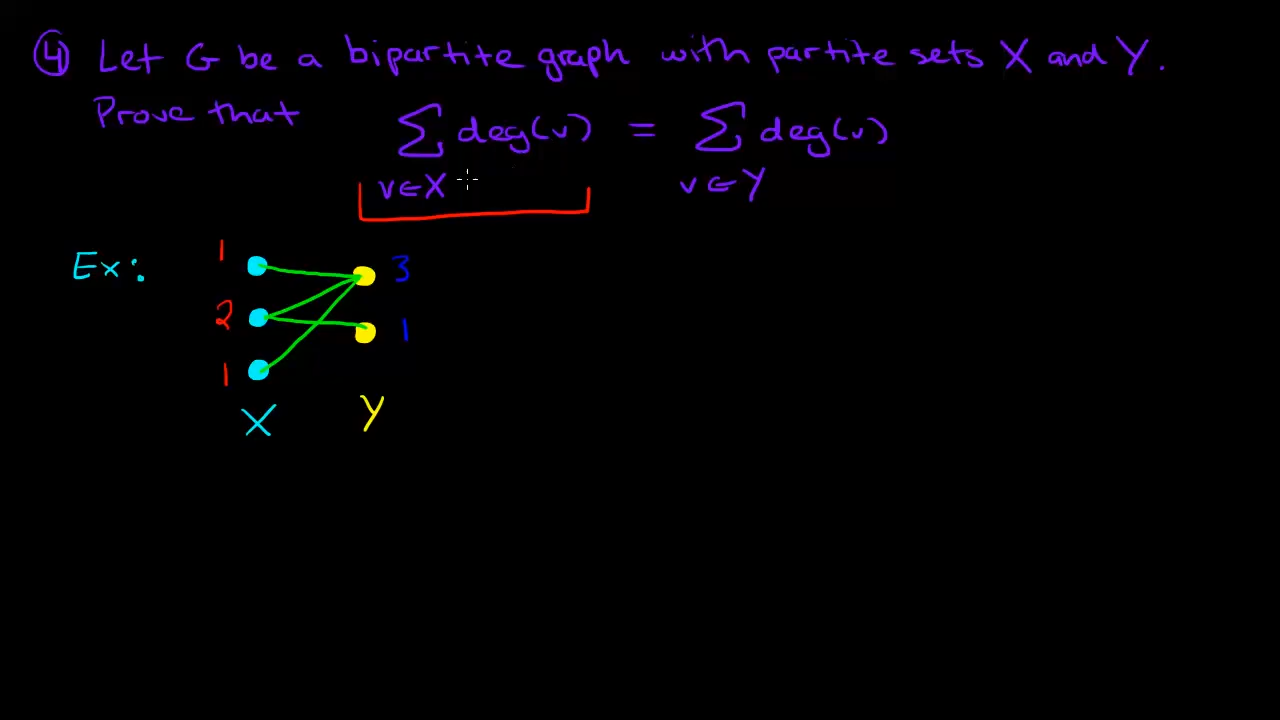 ④ Let G be a bipartite graph with partite sets X and Y.
Prove that
∑ deg(v) = ∑ deg(v)
v∈X v∈Y
Ex:
1 3
2 1
1
X Y